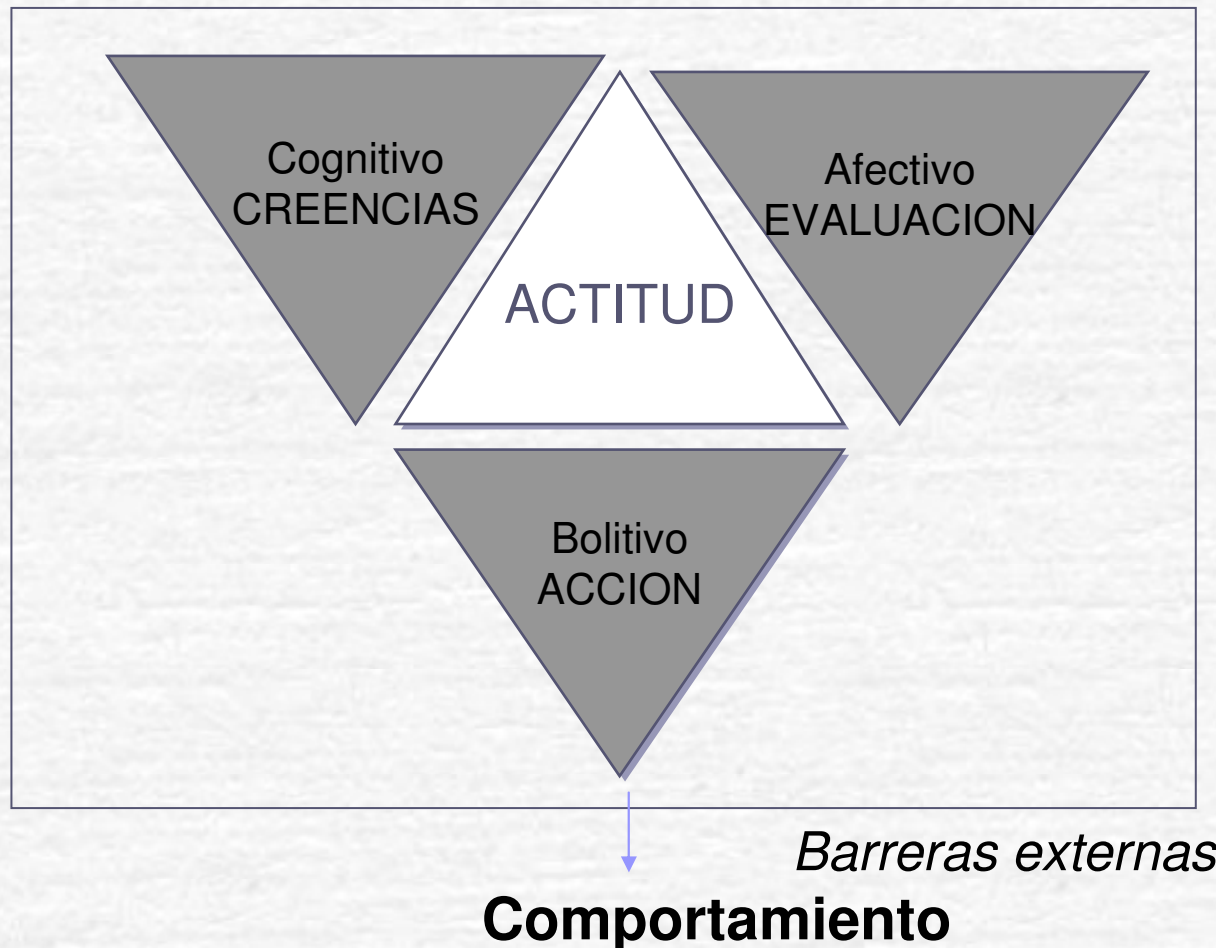 Cognitivo
CREENCIAS
Afectivo
EVALUACION
ACTITUD
Bolitivo
ACCION
Barreras externas
Comportamiento